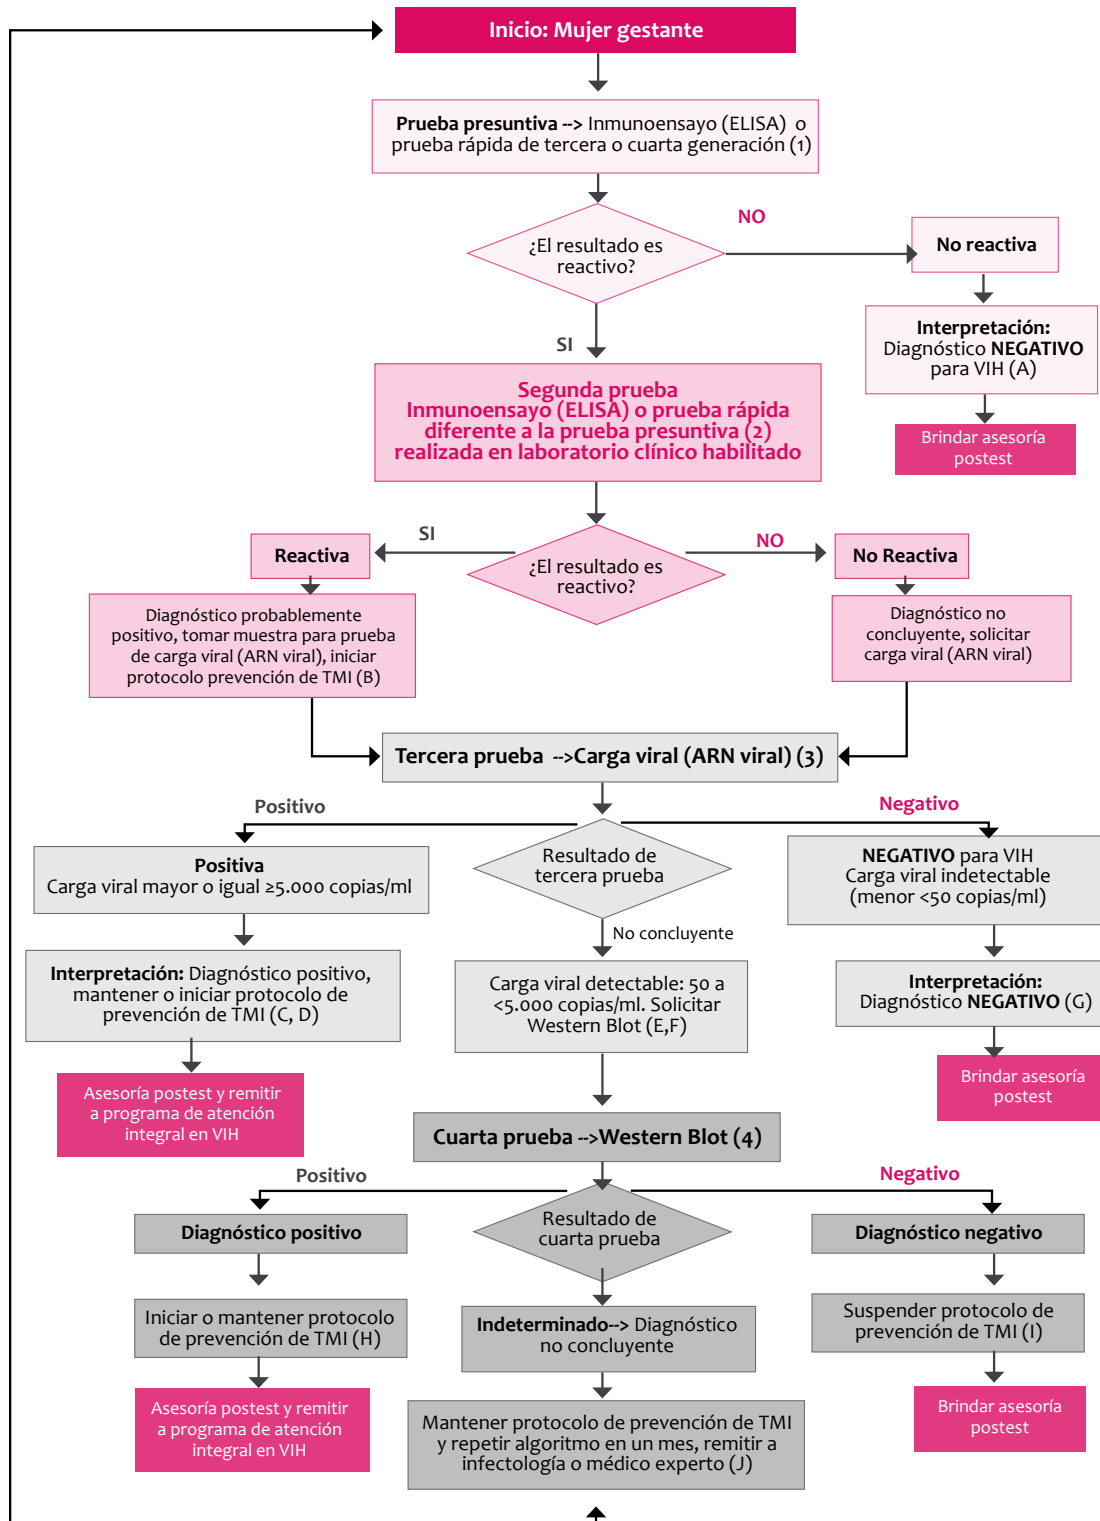 Inicio: Mujer gestante
Prueba presuntiva --> Inmunoensayo (ELISA) o
prueba rápida de tercera o cuarta generación (1)
¿El resultado es
reactivo?
NO
No reactiva
Interpretación:
Diagnóstico NEGATIVO
para VIH (A)
Brindar asesoría
postest
SI
Segunda prueba
Inmunoensayo (ELISA) o prueba rápida
diferente a la prueba presuntiva (2)
realizada en laboratorio clínico habilitado
¿El resultado es
reactivo?
SI
Reactiva
Diagnóstico probablemente
positivo, tomar muestra para prueba
de carga viral (ARN viral), iniciar
protocolo prevención de TMI (B)
NO
No Reactiva
Diagnóstico no
concluyente, solicitar
carga viral (ARN viral)
Tercera prueba -->Carga viral (ARN viral) (3)
Resultado de
tercera prueba
Positivo
Positiva
Carga viral mayor o igual ≥5.000 copias/ml
Interpretación: Diagnóstico positivo,
mantener o iniciar protocolo de
prevención de TMI (C, D)
Asesoría postest y remitir
a programa de atención
integral en VIH
No concluyente
Carga viral detectable: 50 a
<5.000 copias/ml. Solicitar
Western Blot (E,F)
Negativo
NEGATIVO para VIH
Carga viral indetectable
(menor <50 copias/ml)
Interpretación:
Diagnóstico NEGATIVO (G)
Brindar asesoría
postest
Cuarta prueba -->Western Blot (4)
Resultado de
cuarta prueba
Positivo
Diagnóstico positivo
Iniciar o mantener protocolo
de prevención de TMI (H)
Asesoría postest y remitir
a programa de atención
integral en VIH
Indeterminado--> Diagnóstico
no concluyente
Mantener protocolo de prevención de TMI
y repetir algoritmo en un mes, remitir a
infectología o médico experto (J)
Negativo
Diagnóstico negativo
Suspender protocolo de
prevención de TMI (I)
Brindar asesoría
postest